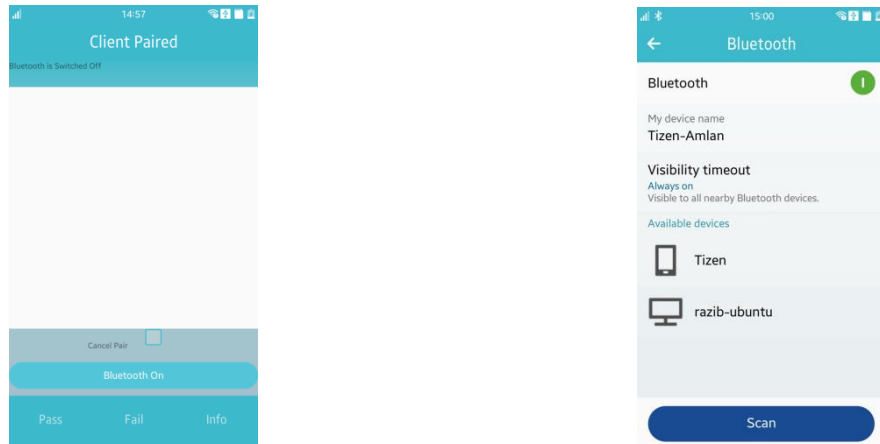 14:57
Client Paired
Bluetooth is Switched Off
Cancel Pair
Bluetooth On
Pass Fail Info
15:00
Bluetooth
Bluetooth
My device name
Tizen-Amlan
Visibility timeout
Always on
Visible to all nearby Bluetooth devices.
Available devices
Tizen
razib-ubuntu
Scan